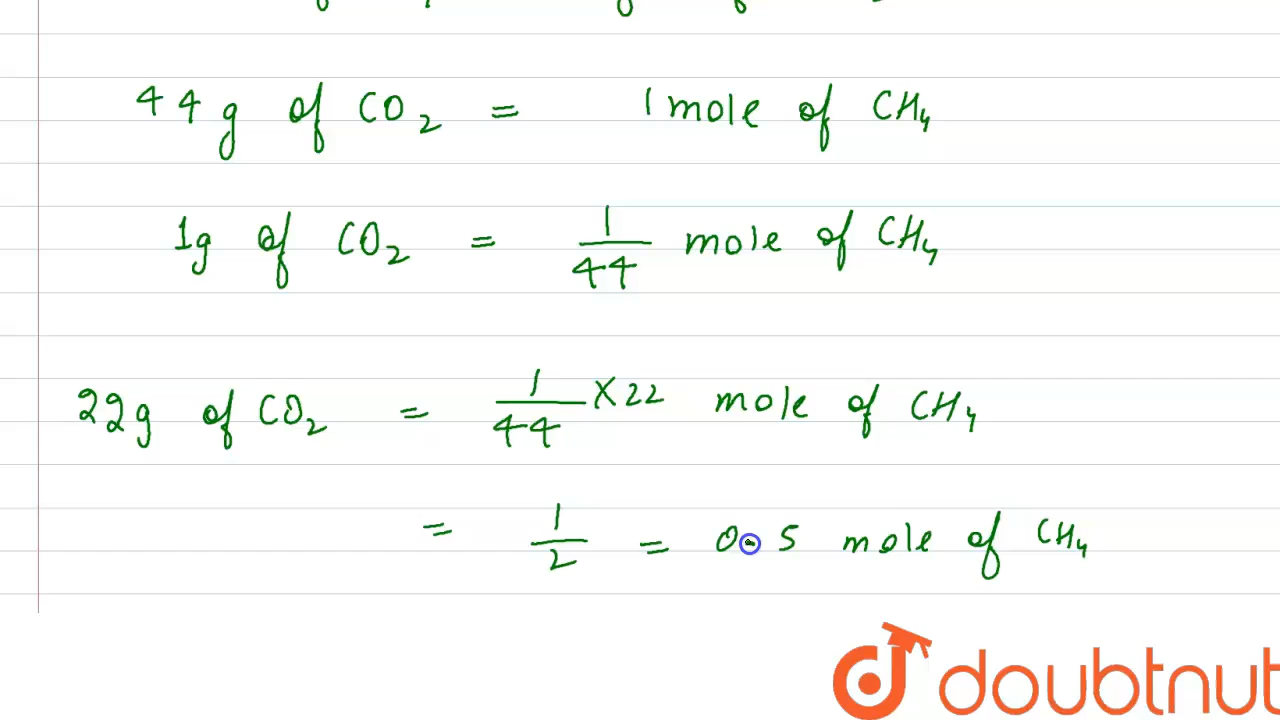 44g of CO₂ = 1 mole of CH₄
1g of CO₂ = 1/44 mole of CH₄
22g of CO₂ = 1/44 × 22 mole of CH₄
= 1/2 = 0.5 mole of CH₄
doubtnut